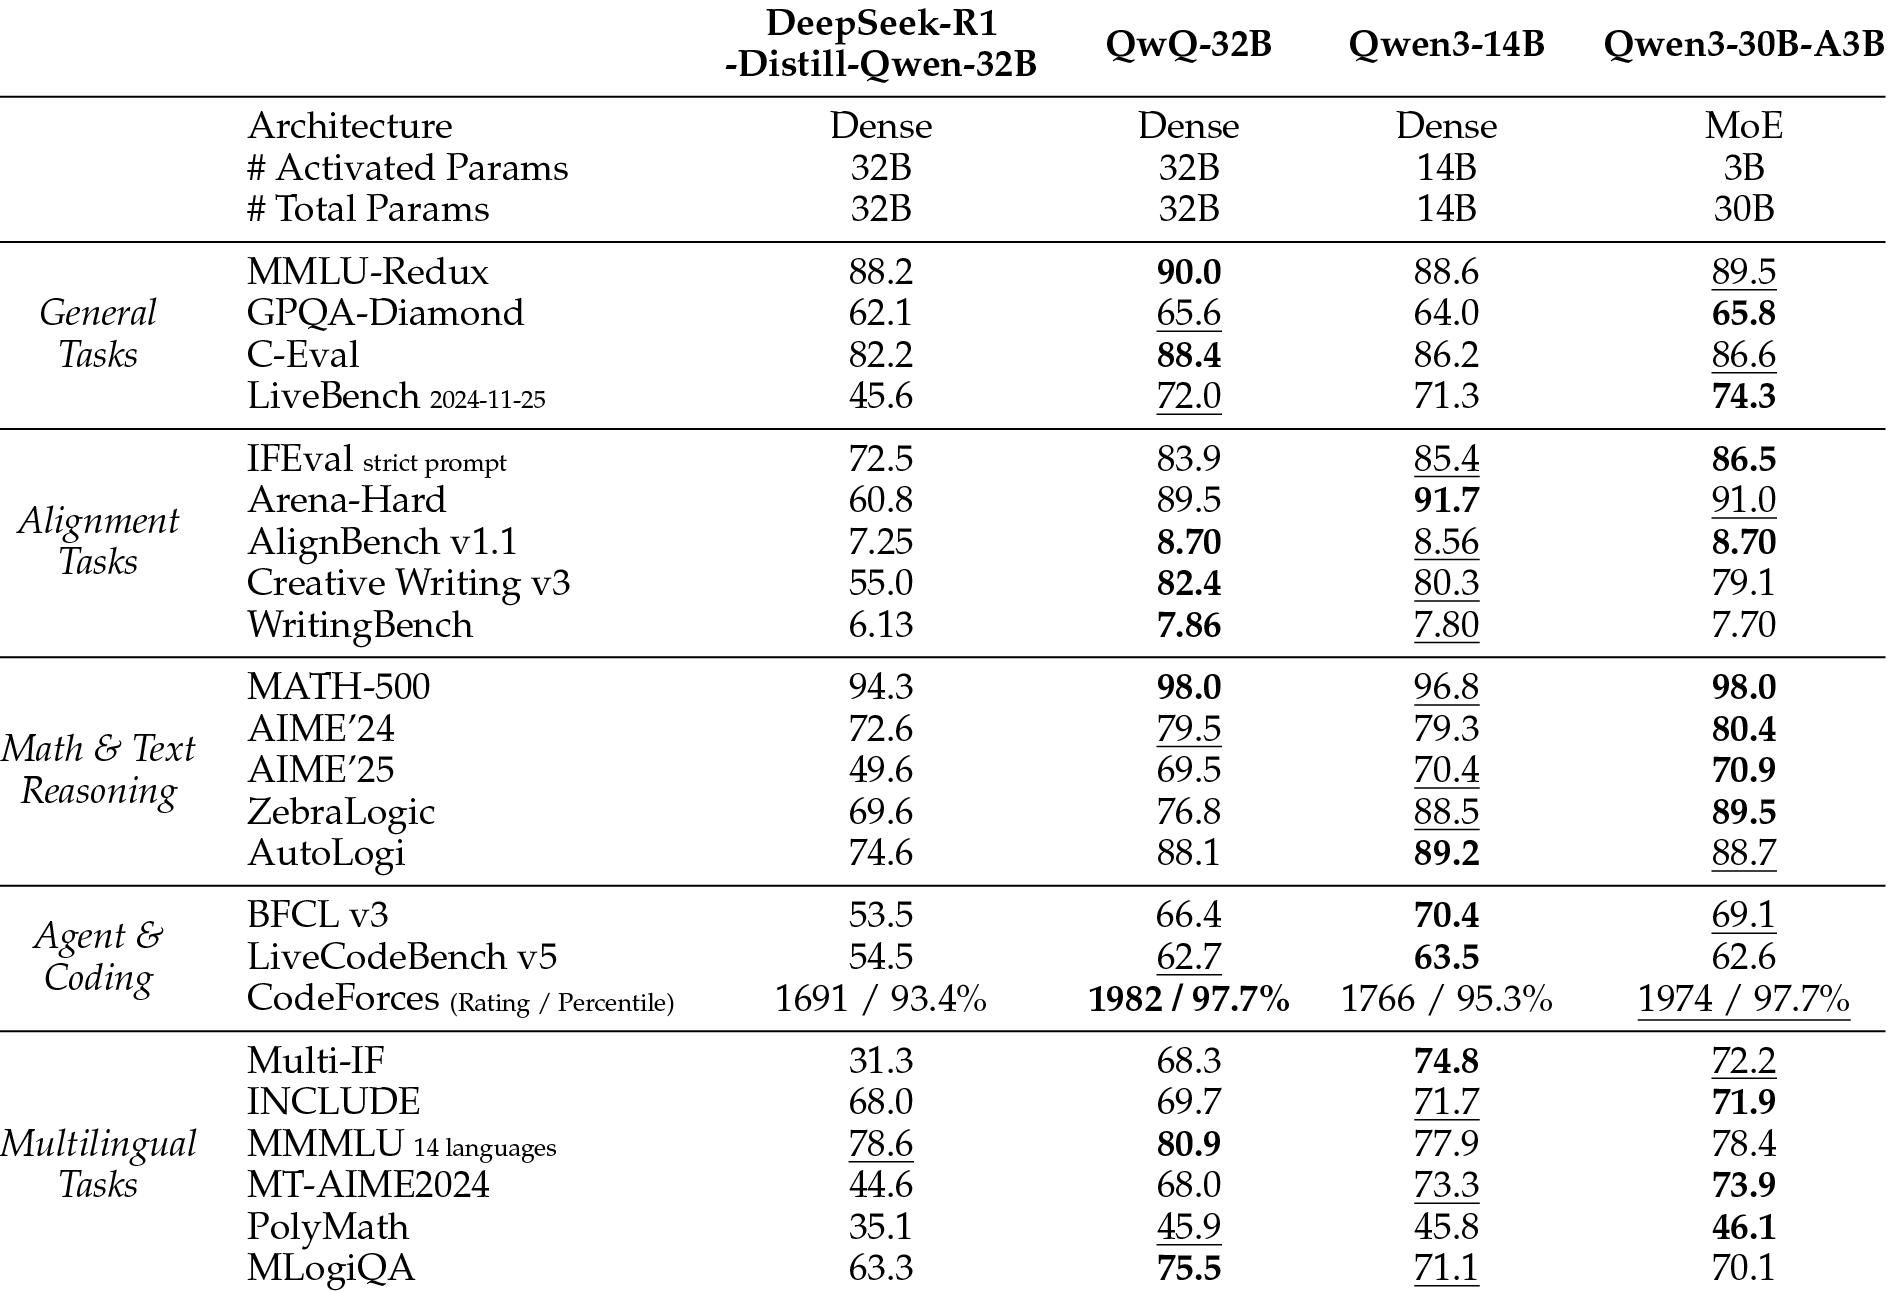 DeepSeek-R1 -Distill-Qwen-32B QwQ-32B Qwen3-14B Qwen3-30B-A3B
Architecture Dense Dense Dense MoE
# Activated Params 32B 32B 14B 3B
# Total Params 32B 32B 14B 30B
General Tasks
MMLU-Redux 88.2 90.0 88.6 89.5
GPQA-Diamond 62.1 65.6 64.0 65.8
C-Eval 82.2 88.4 86.2 86.6
LiveBench 2024-11-25 45.6 72.0 71.3 74.3
Alignment Tasks
IFEval strict prompt 72.5 83.9 85.4 86.5
Arena-Hard 60.8 89.5 91.7 91.0
AlignBench v1.1 7.25 8.70 8.56 8.70
Creative Writing v3 55.0 82.4 80.3 79.1
WritingBench 6.13 7.86 7.80 7.70
Math & Text Reasoning
MATH-500 94.3 98.0 96.8 98.0
AIME’24 72.6 79.5 79.3 80.4
AIME’25 49.6 69.5 70.4 70.9
ZebraLogic 69.6 76.8 88.5 89.5
AutoLogi 74.6 88.1 89.2 88.7
Agent & Coding
BFCL v3 53.5 66.4 70.4 69.1
LiveCodeBench v5 54.5 62.7 63.5 62.6
CodeForces (Rating / Percentile) 1691 / 93.4% 1982 / 97.7% 1766 / 95.3% 1974 / 97.7%
Multilingual Tasks
Multi-IF 31.3 68.3 74.8 72.2
INCLUDE 68.0 69.7 71.7 71.9
MMMLU 14 languages 78.6 80.9 77.9 78.4
MT-AIME2024 44.6 68.0 73.3 73.9
PolyMath 35.1 45.9 45.8 46.1
MLogiQA 63.3 75.5 71.1 70.1